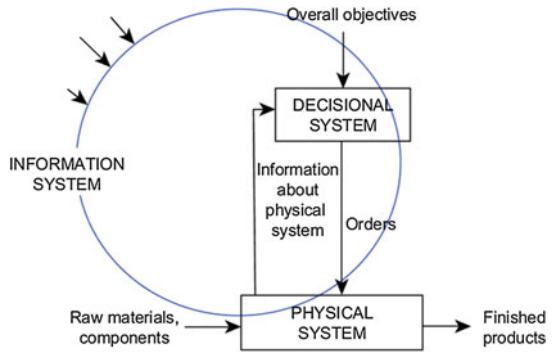 Overall objectives
DECISIONAL
SYSTEM
INFORMATION
SYSTEM
Information
about
physical
system
Orders
Raw materials,
components
PHYSICAL
SYSTEM
Finished
products